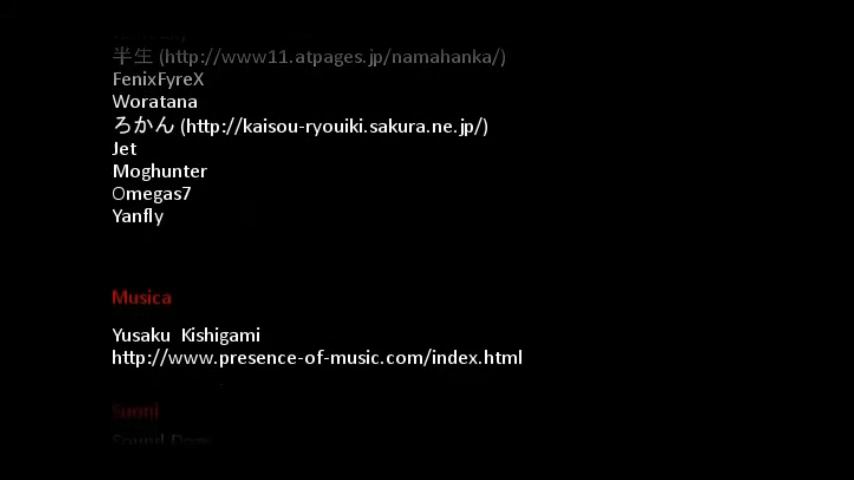 半生 (http://www11.atpages.jp/namahanka/)
FenixFyreX
Woratana
ろかん (http://kaisou-ryouiki.sakura.ne.jp/)
Jet
Moghunter
Omegas7
Yanfly
Musica
Yusaku Kishigami
http://www.presence-of-music.com/index.html
Suoni